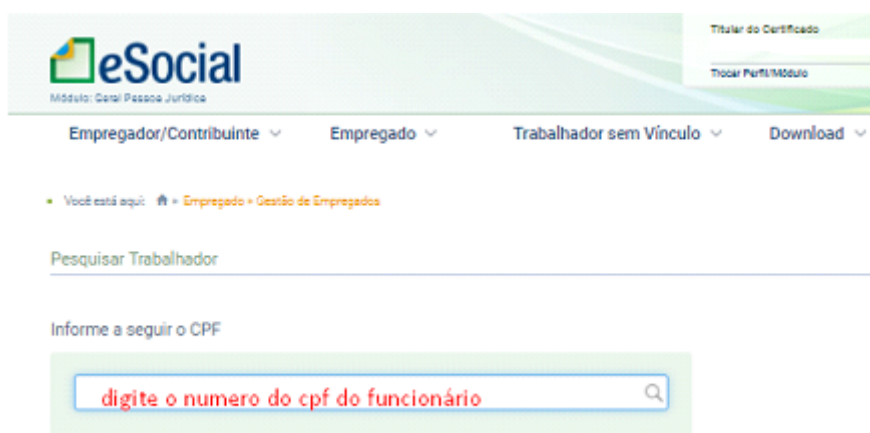 Titular do Certificado
eSocial
Trocar Perfil/Módulo
Módulo: Geral Pessoa Jurídica
Empregador/Contribuinte Empregado Trabalhador sem Vínculo Download
Você está aqui: » Empregado » Gestão de Empregados
Pesquisar Trabalhador
Informe a seguir o CPF
digite o numero do cpf do funcionário